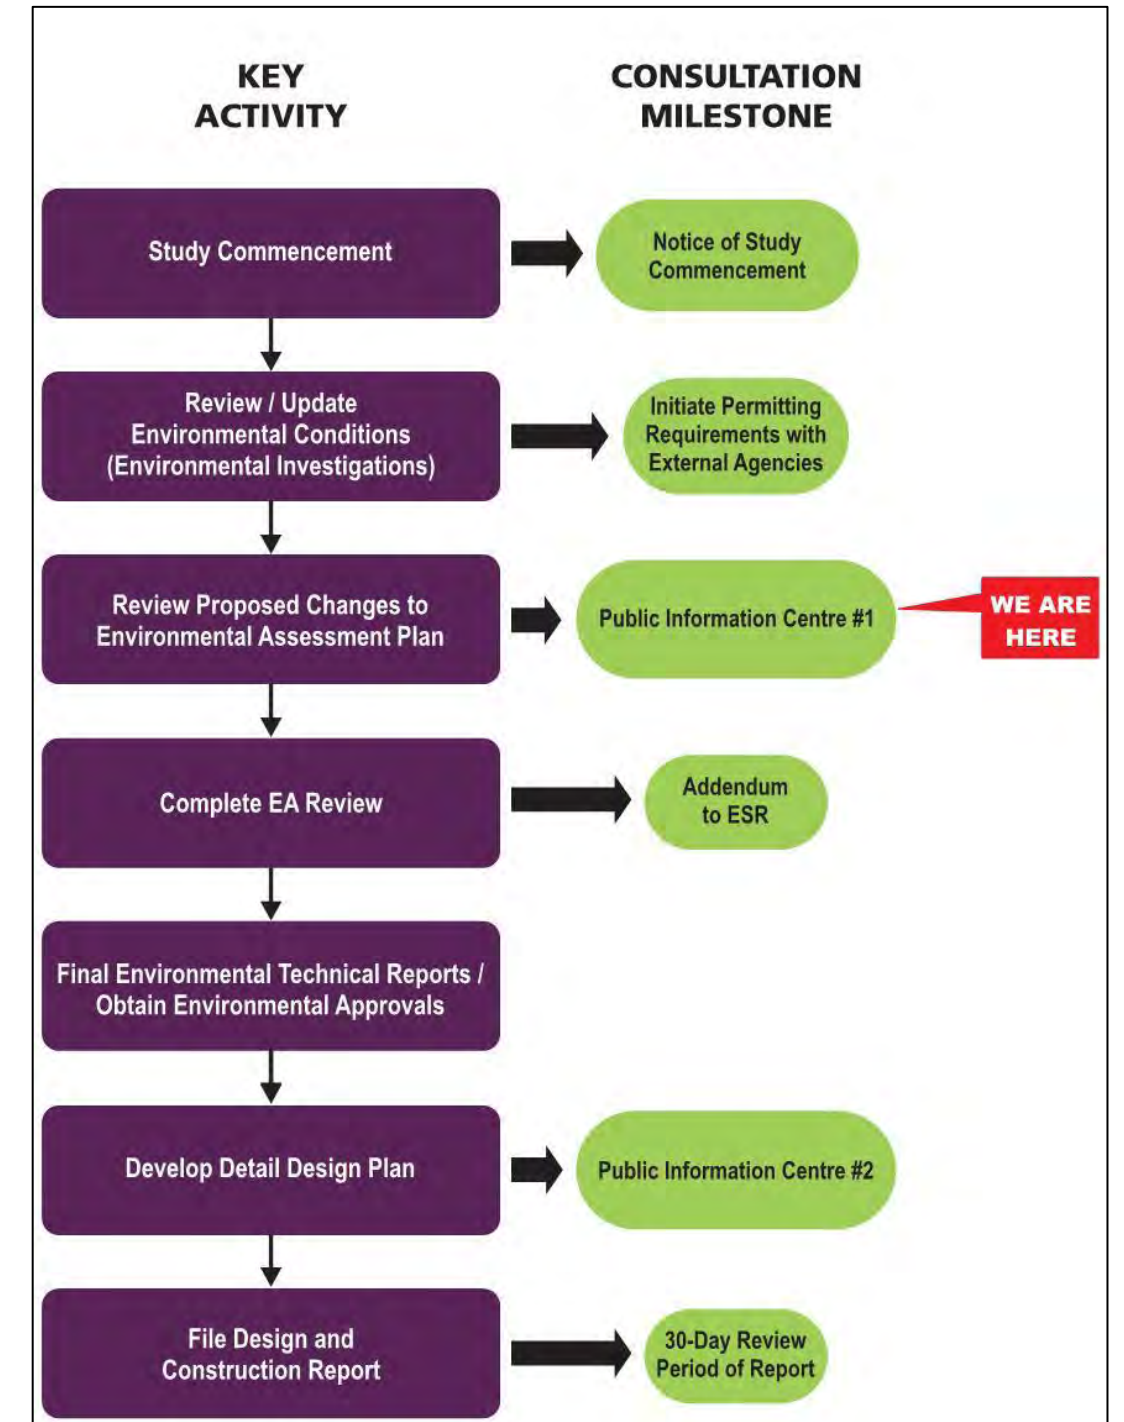 KEY
ACTIVITY
CONSULTATION
MILESTONE
Study Commencement
Notice of Study
Commencement
Review / Update
Environmental Conditions
(Environmental Investigations)
Initiate Permitting
Requirements with
External Agencies
Review Proposed Changes to
Environmental Assessment Plan
Public Information Centre #1
WE ARE
HERE
Complete EA Review
Addendum
to ESR
Final Environmental Technical Reports /
Obtain Environmental Approvals
Develop Detail Design Plan
Public Information Centre #2
File Design and
Construction Report
30-Day Review
Period of Report